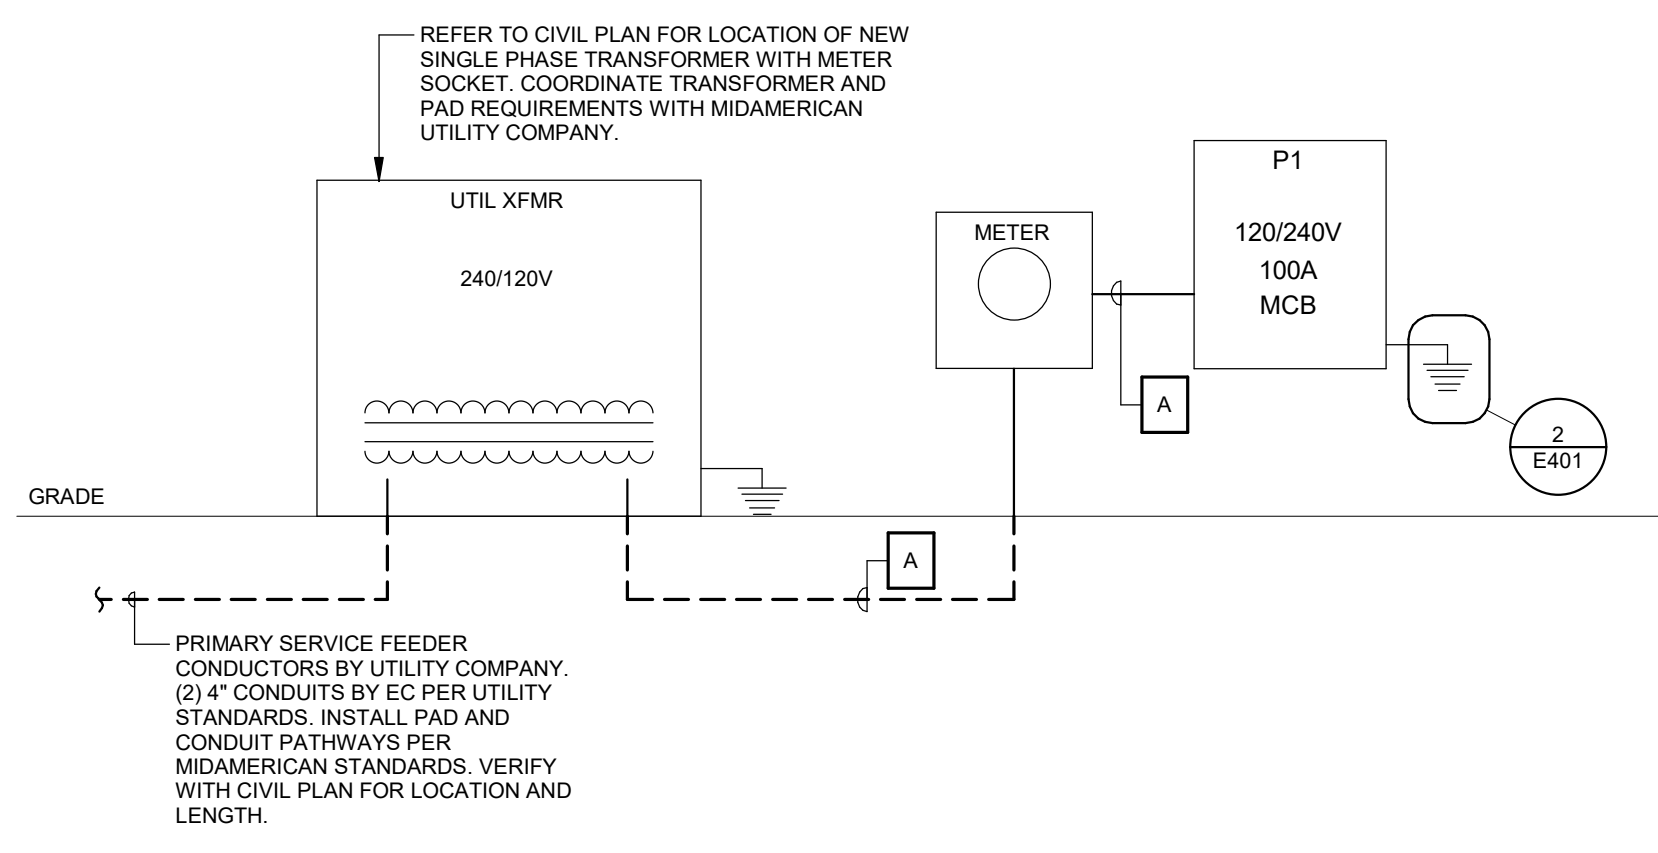 REFER TO CIVIL PLAN FOR LOCATION OF NEW
SINGLE PHASE TRANSFORMER WITH METER
SOCKET. COORDINATE TRANSFORMER AND
PAD REQUIREMENTS WITH MIDAMERICAN
UTILITY COMPANY.
UTIL XFMR
240/120V
METER
P1
120/240V
100A
MCB
A
2
E401
GRADE
A
PRIMARY SERVICE FEEDER
CONDUCTORS BY UTILITY COMPANY.
(2) 4" CONDUITS BY EC PER UTILITY
STANDARDS. INSTALL PAD AND
CONDUIT PATHWAYS PER
MIDAMERICAN STANDARDS. VERIFY
WITH CIVIL PLAN FOR LOCATION AND
LENGTH.